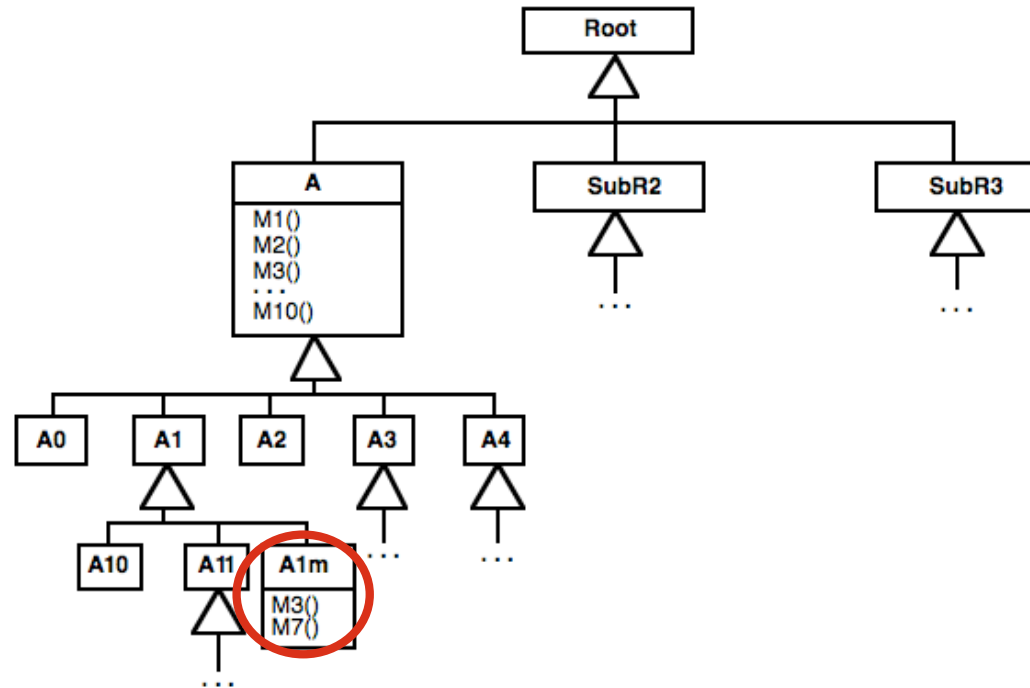 Root
A
SubR2
SubR3
M1()
M2()
M3()
...
M10()
...
...
A0
A1
A2
A3
A4
...
...
A10
A11
A1m
M3()
M7()
...